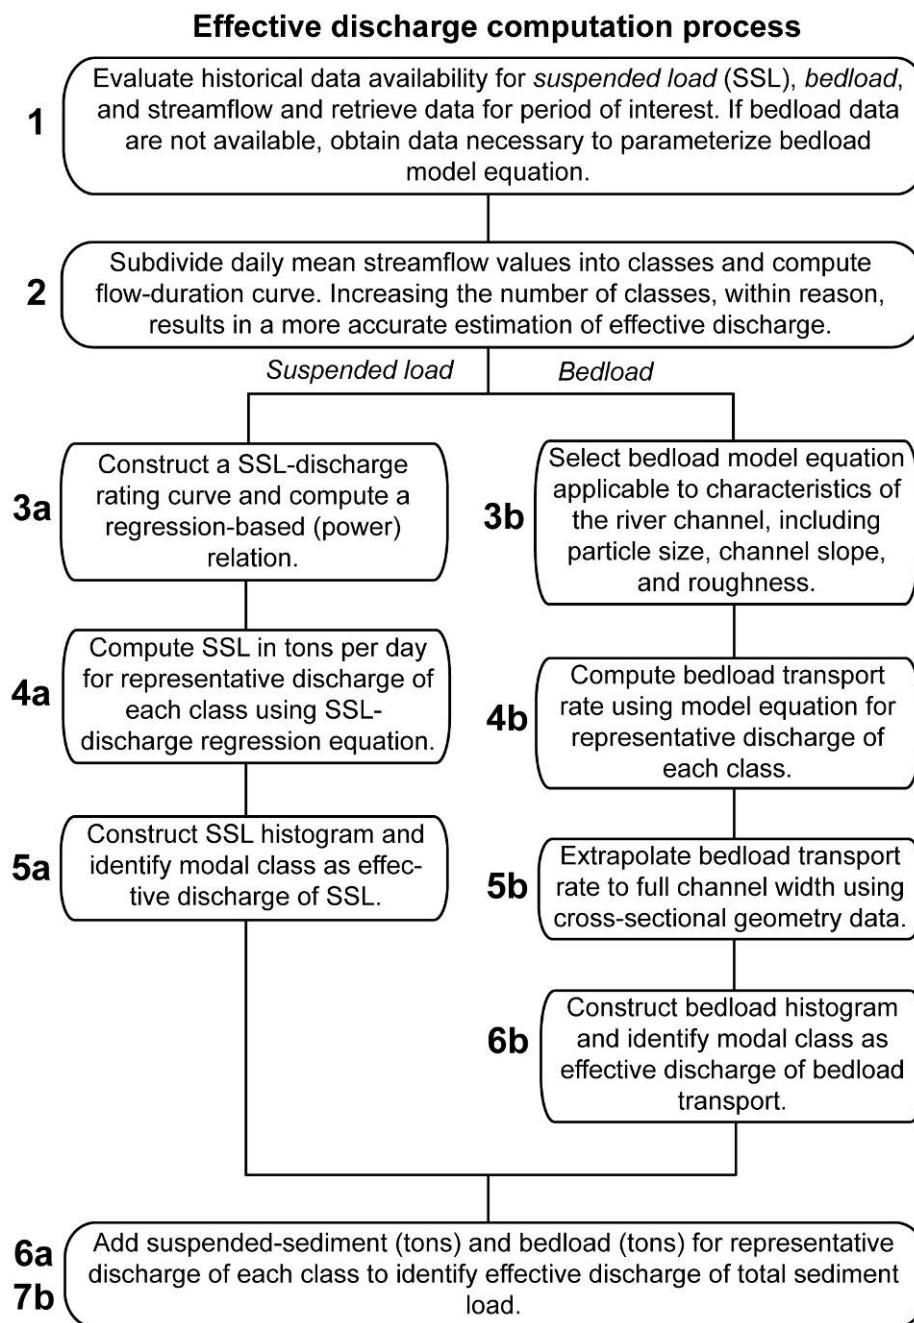 Effective discharge computation process
1
Evaluate historical data availability for suspended load (SSL), bedload,
and streamflow and retrieve data for period of interest. If bedload data
are not available, obtain data necessary to parameterize bedload
model equation.
2
Subdivide daily mean streamflow values into classes and compute
flow-duration curve. Increasing the number of classes, within reason,
results in a more accurate estimation of effective discharge.
Suspended load
Bedload
3a
Construct a SSL-discharge
rating curve and compute a
regression-based (power)
relation.
4a
Compute SSL in tons per day
for representative discharge of
each class using SSL-
discharge regression equation.
5a
Construct SSL histogram and
identify modal class as effec-
tive discharge of SSL.
3b
Select bedload model equation
applicable to characteristics of
the river channel, including
particle size, channel slope,
and roughness.
4b
Compute bedload transport
rate using model equation for
representative discharge of
each class.
5b
Extrapolate bedload transport
rate to full channel width using
cross-sectional geometry data.
6b
Construct bedload histogram
and identify modal class as
effective discharge of bedload
transport.
6a
7b
Add suspended-sediment (tons) and bedload (tons) for representative
discharge of each class to identify effective discharge of total sediment
load.